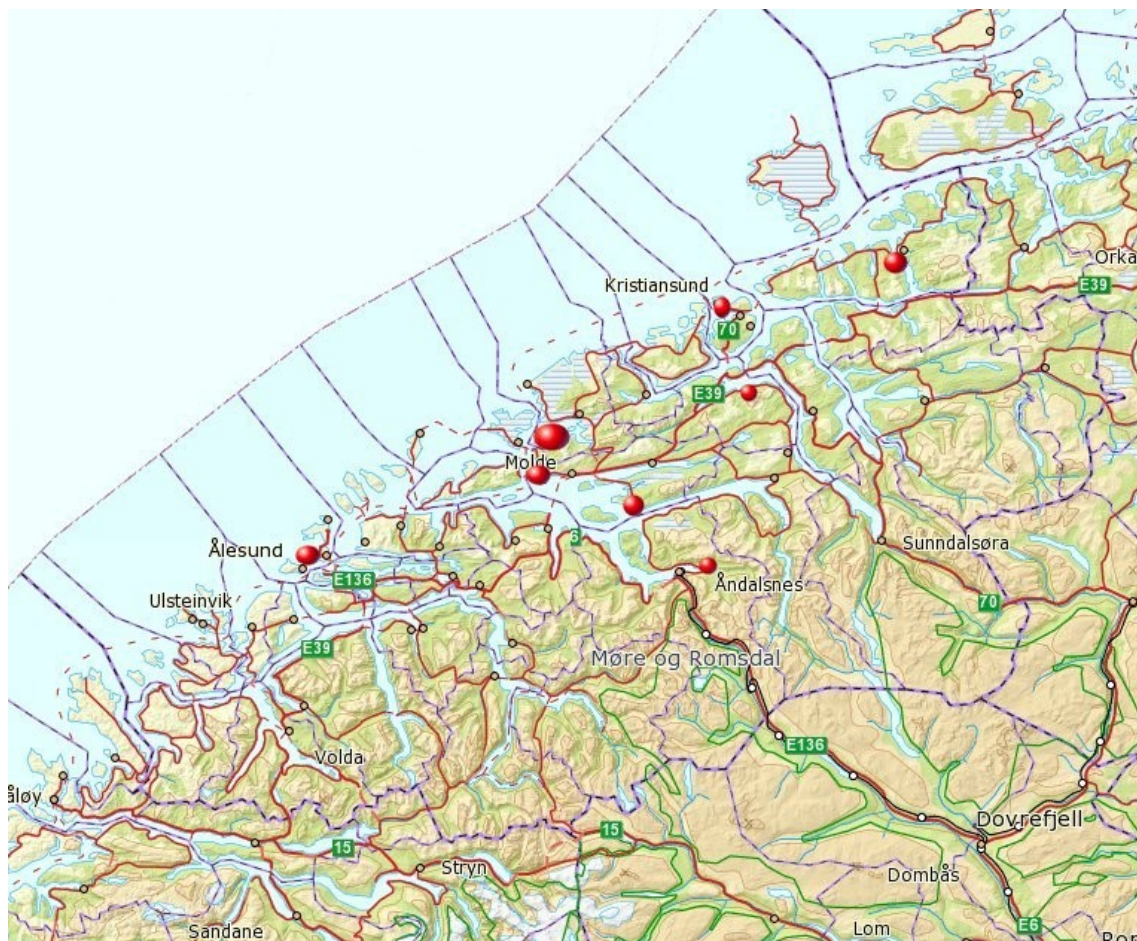 Orka
E39
Kristiansund
70
E39
Molde
Ålesund
6
Sunndalsøra
E136
Åndalsnes
Ulsteinvik
70
E39
Møre og Romsdal
E136
Volda
åløy
Dovrefjell
15
15
Stryn
Dombås
Sandane
Lom
E6